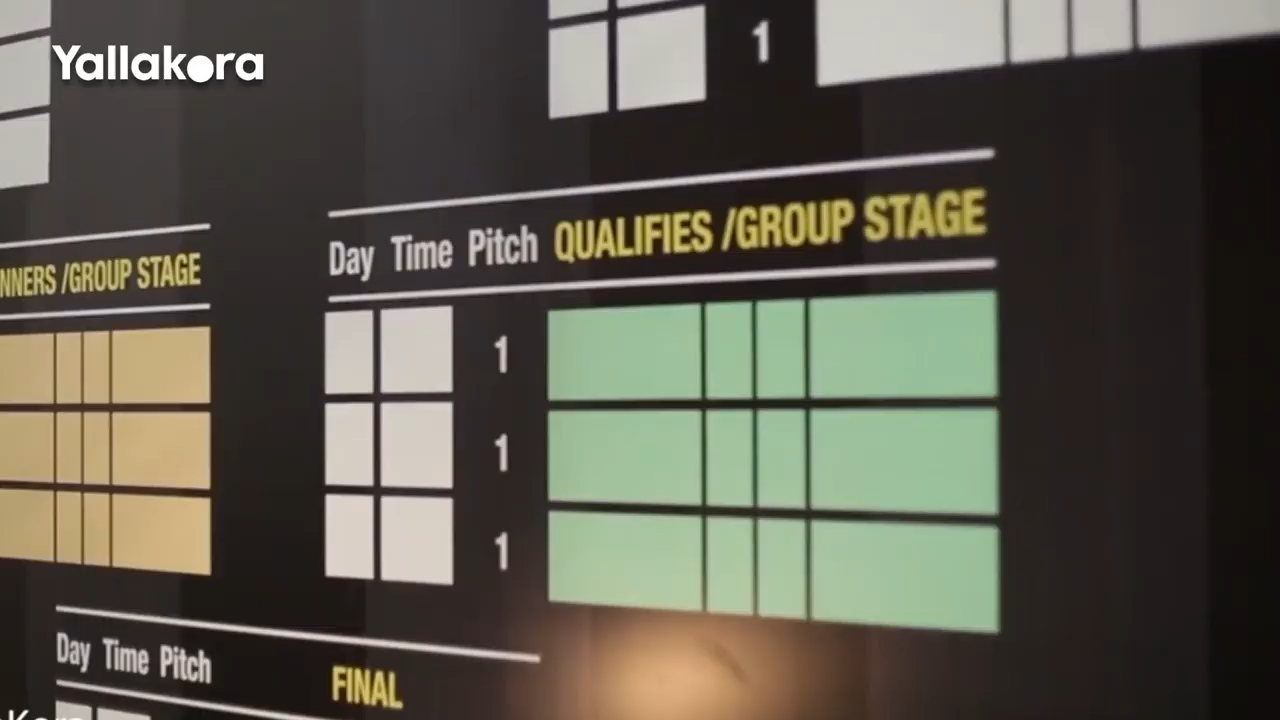 Yallakora
1
Day Time Pitch QUALIFIES /GROUP STAGE
NNERS /GROUP STAGE
1
1
1
Day Time Pitch
FINAL